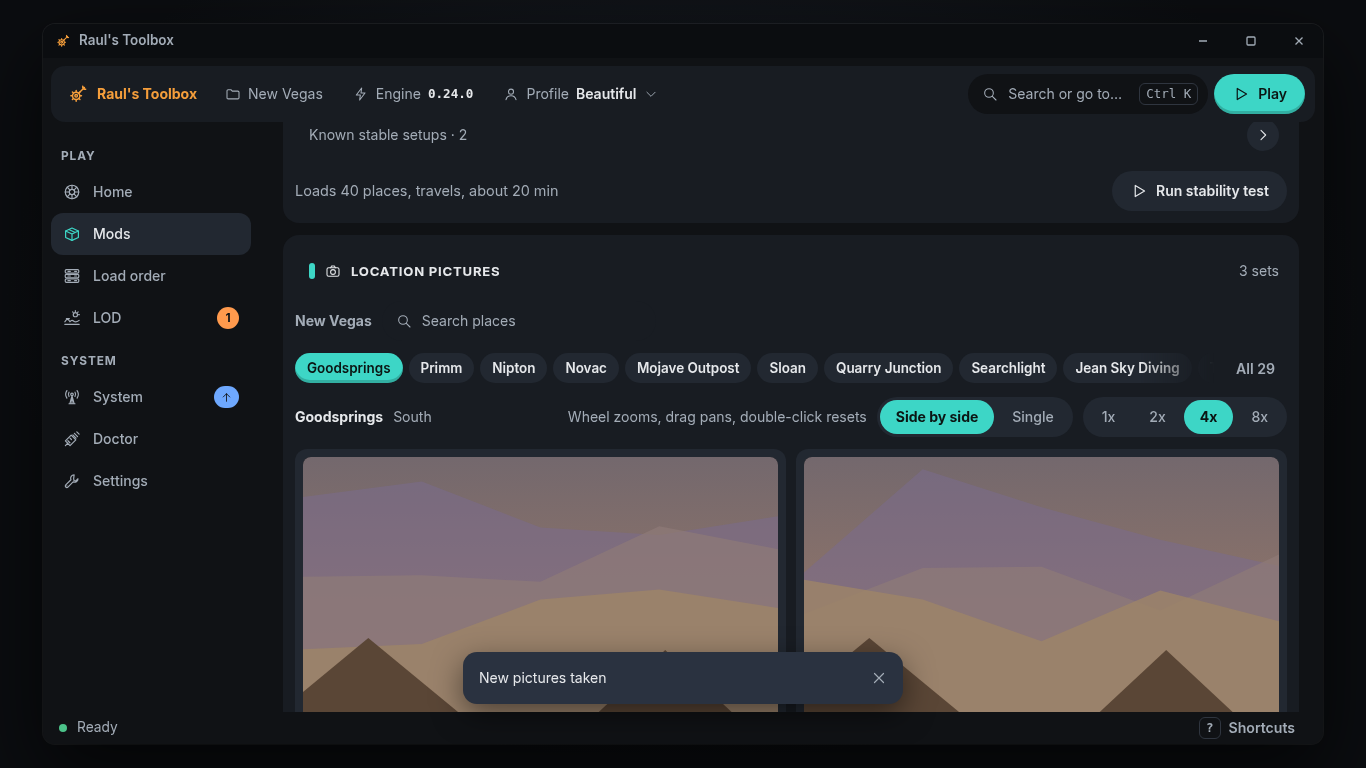 Raul's Toolbox
Raul's Toolbox New Vegas Engine 0.24.0 Profile Beautiful Search or go to... Ctrl K Play
Known stable setups · 2
PLAY
Home
Mods
Load order
LOD 1
SYSTEM
System
Doctor
Settings
Loads 40 places, travels, about 20 min Run stability test
LOCATION PICTURES 3 sets
New Vegas Search places
Goodsprings Primm Nipton Novac Mojave Outpost Sloan Quarry Junction Searchlight Jean Sky Diving All 29
Goodsprings South Wheel zooms, drag pans, double-click resets Side by side Single 1x 2x 4x 8x
New pictures taken
Ready ? Shortcuts